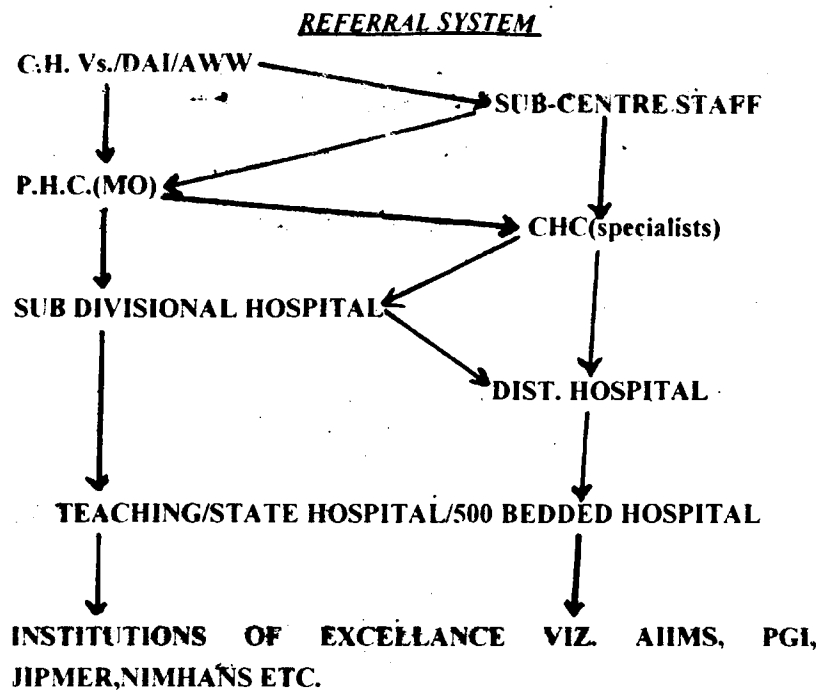 REFERRAL SYSTEM
C.H. Vs./DAI/AWW
SUB-CENTRE STAFF
P.H.C.(MO)
CHC(specialists)
SUB DIVISIONAL HOSPITAL
DIST. HOSPITAL
TEACHING/STATE HOSPITAL/500 BEDDED HOSPITAL
INSTITUTIONS OF EXCELLANCE VIZ. AIIMS, PGI,
JIPMER,NIMHANS ETC.